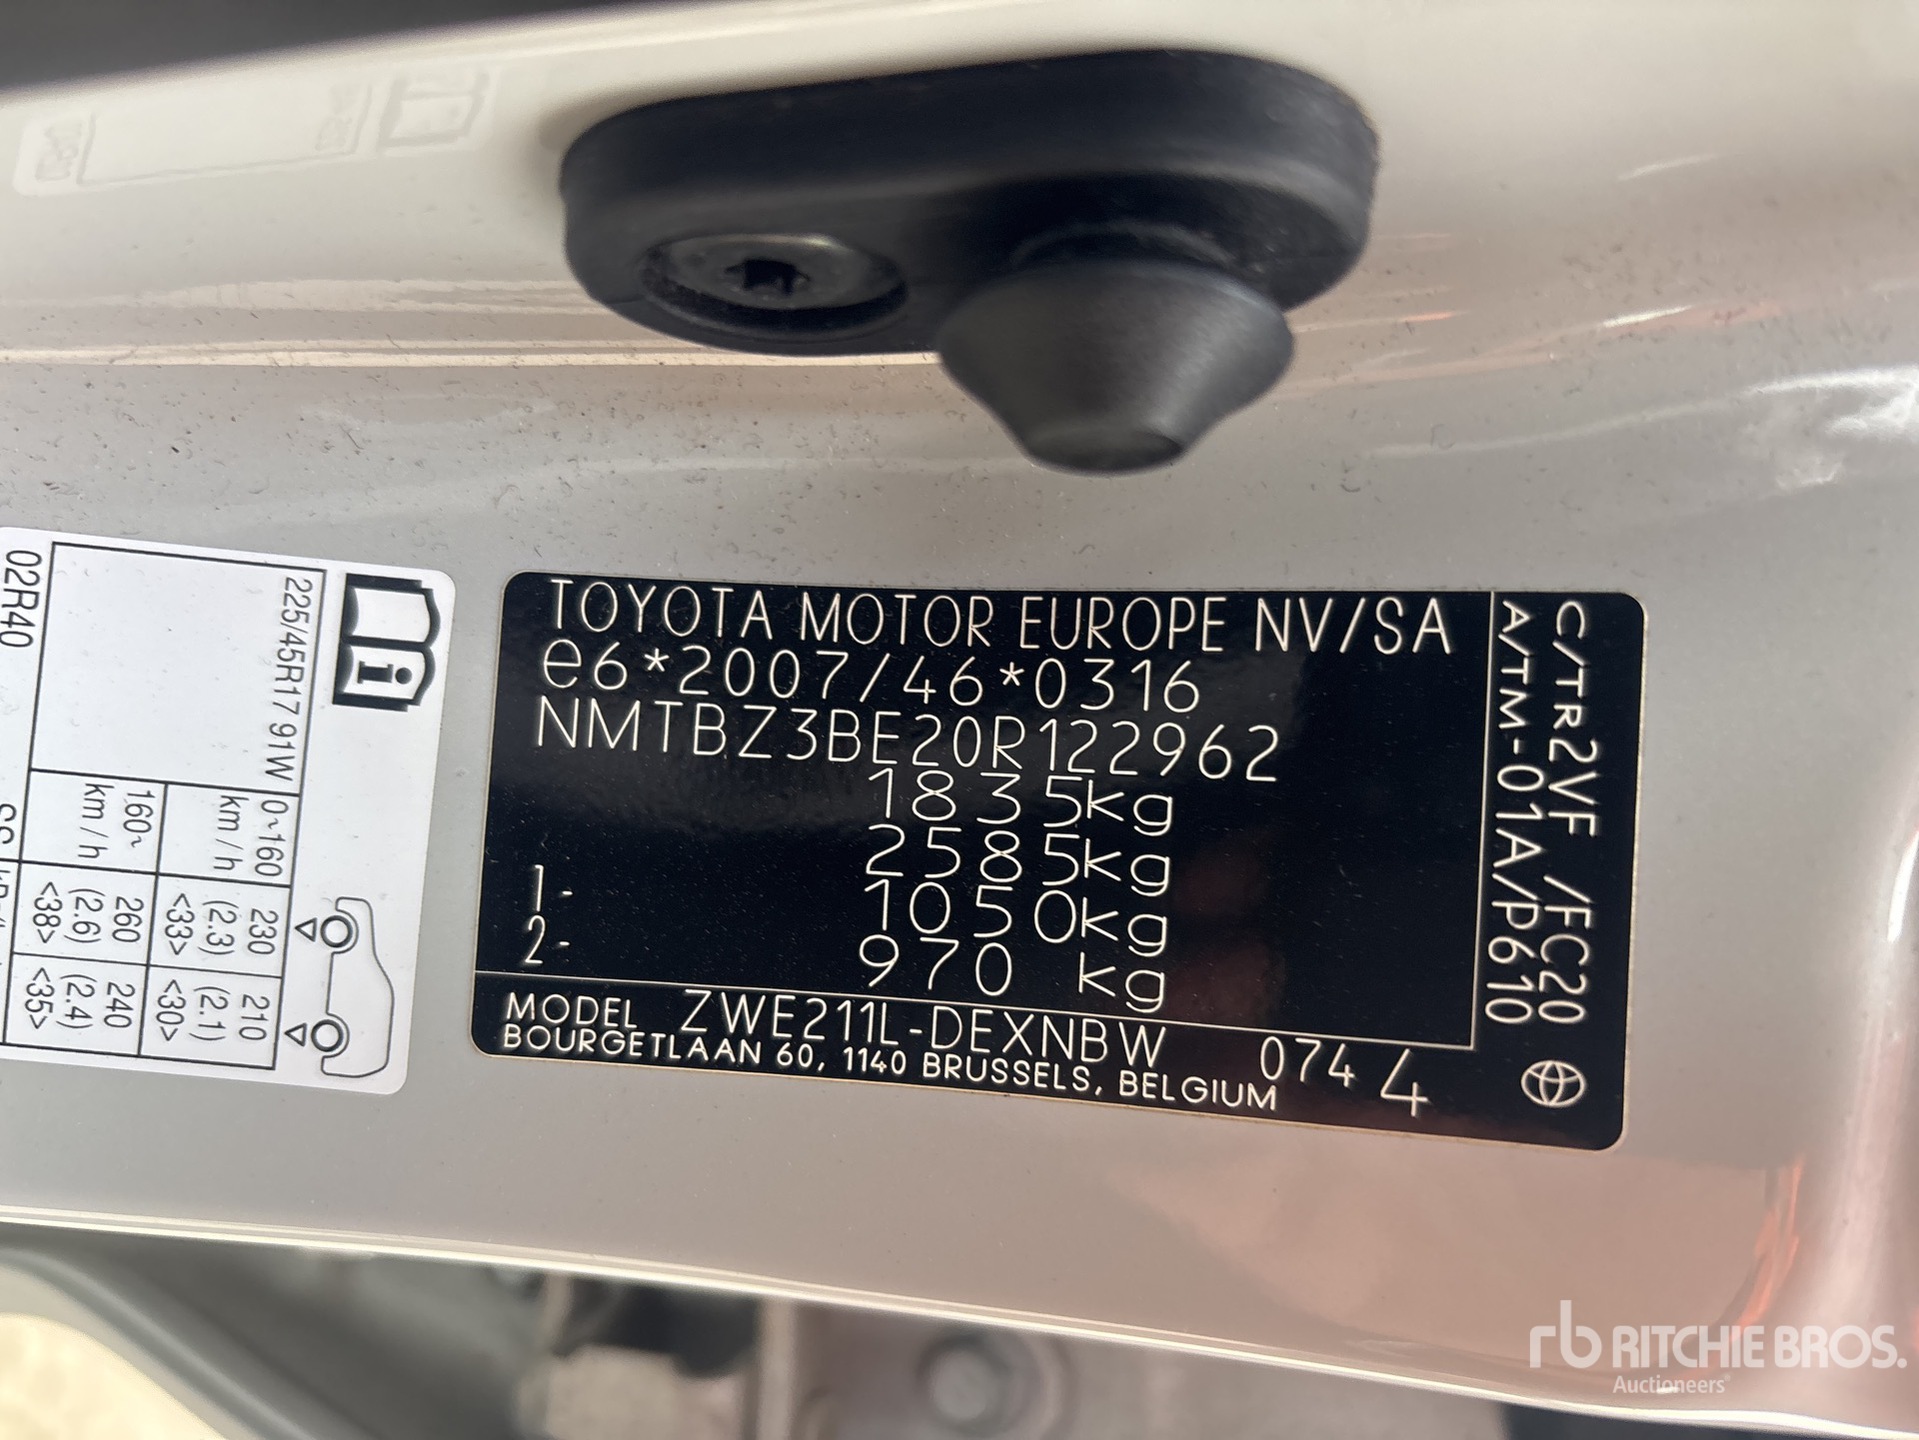 TOYOTA MOTOR EUROPE NV/SA
e6*2007/46*0316
NMTBZ3BE20R122962
1835kg
2585kg
1- 1050kg
2- 970 kg
MODEL ZWE211L-DEXNBW 074 4
BOURGETLAAN 60, 1140 BRUSSELS, BELGIUM
C/TR2VF /FC20
A/TM-01A/P610
225/45R17 91W
0~160 km/h
230 (2.3) <33>
210 (2.1) <30>
160~ km/h
260 (2.6) <38>
240 (2.4) <35>
02R40
rb RITCHIE BROS.
Auctioneers